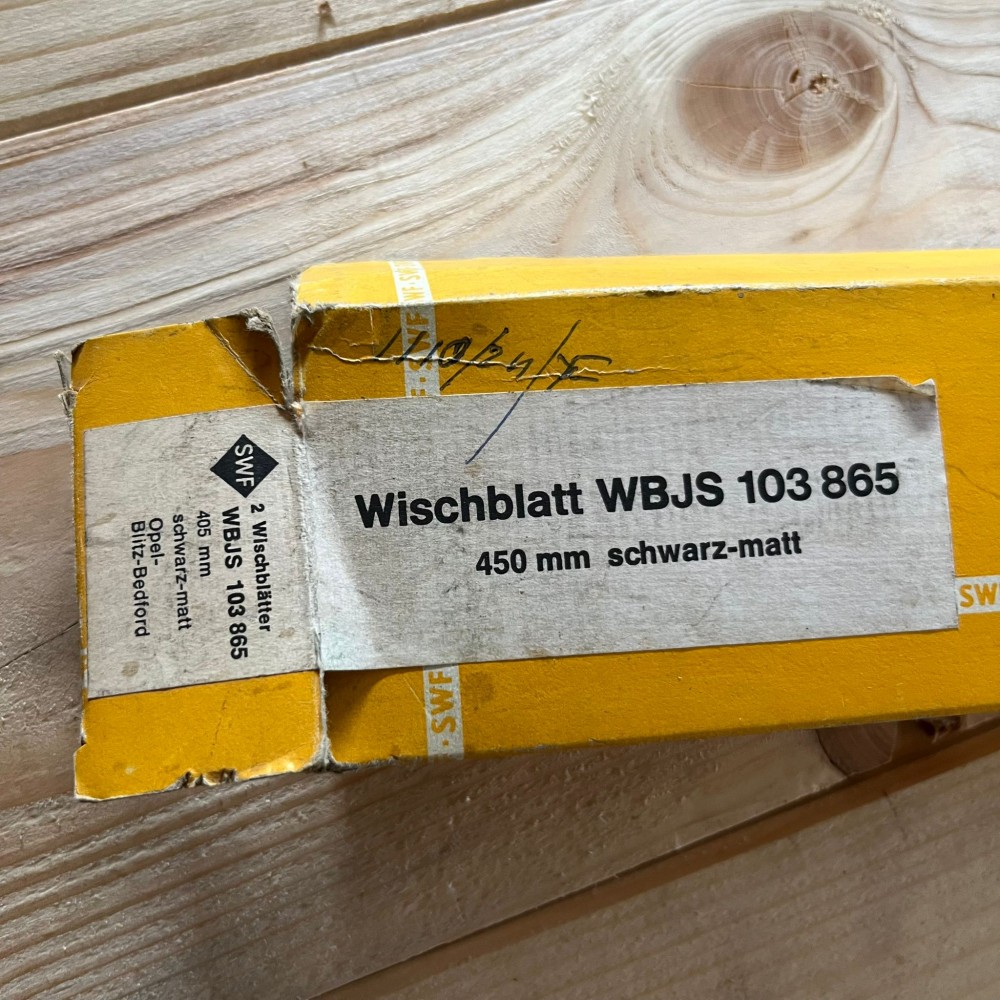 SWF·SWF
SWF
2 Wischblätter
WBJS 103 865
405 mm
schwarz-matt
Opel-
Blitz-Bedford
Wischblatt WBJS 103 865
450 mm schwarz-matt
SW
·SWF